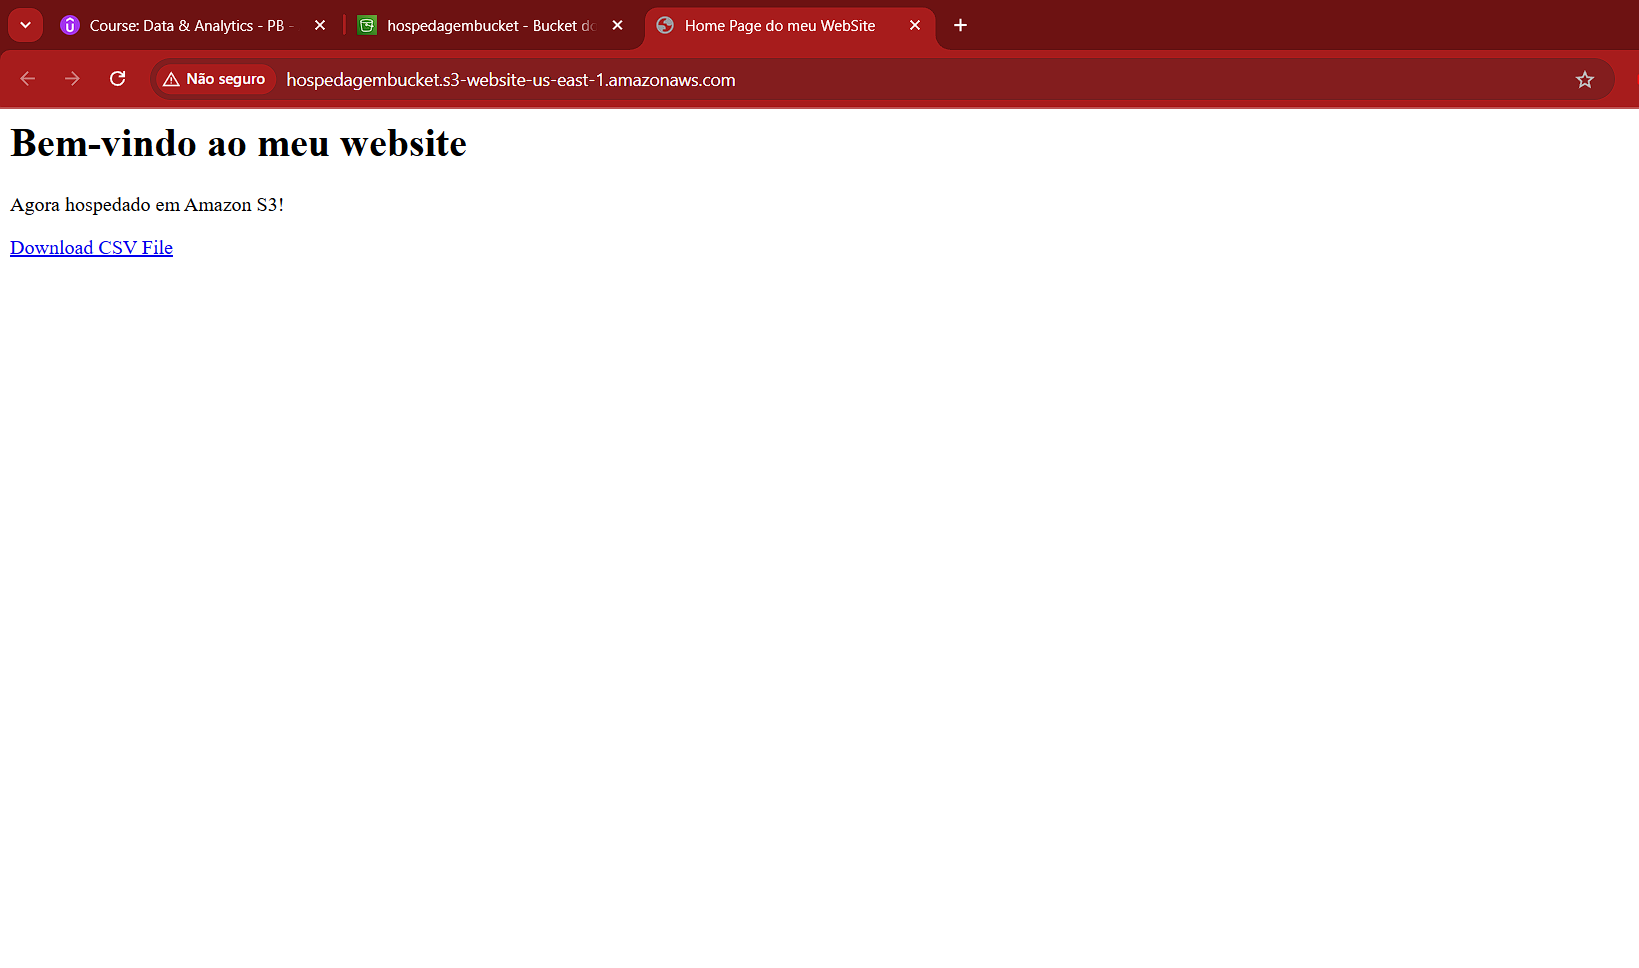 Course: Data & Analytics - PB -
hospedagembucket - Bucket do
Home Page do meu WebSite
Não seguro
hospedagembucket.s3-website-us-east-1.amazonaws.com
Bem-vindo ao meu website
Agora hospedado em Amazon S3!
Download CSV File